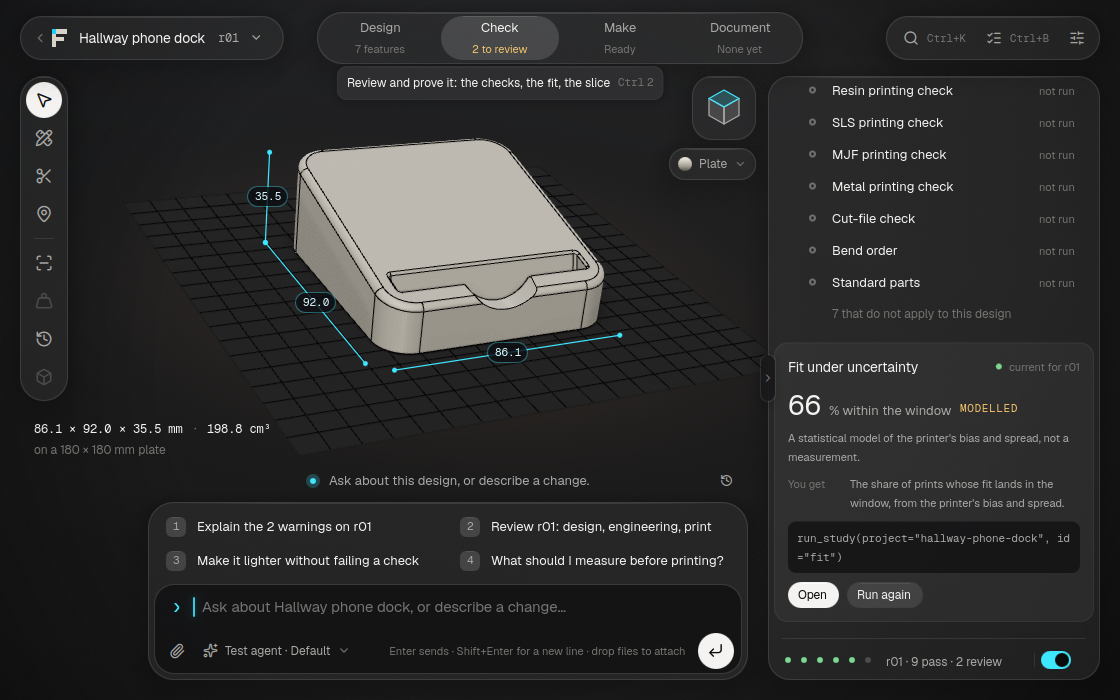 Hallway phone dock r01
Design
7 features
Check
2 to review
Make
Ready
Document
None yet
Ctrl+K
Ctrl+B
Review and prove it: the checks, the fit, the slice Ctrl 2
Plate
35.5
92.0
86.1
86.1 × 92.0 × 35.5 mm · 198.8 cm³
on a 180 × 180 mm plate
Resin printing check not run
SLS printing check not run
MJF printing check not run
Metal printing check not run
Cut-file check not run
Bend order not run
Standard parts not run
7 that do not apply to this design
Fit under uncertainty current for r01
66 % within the window MODELLED
A statistical model of the printer's bias and spread, not a
measurement.
You get The share of prints whose fit lands in the
window, from the printer's bias and spread.
run_study(project="hallway-phone-dock", id
="fit")
Open Run again
r01 · 9 pass · 2 review
Ask about this design, or describe a change.
1 Explain the 2 warnings on r01
2 Review r01: design, engineering, print
3 Make it lighter without failing a check
4 What should I measure before printing?
Ask about Hallway phone dock, or describe a change…
Test agent · Default
Enter sends · Shift+Enter for a new line · drop files to attach